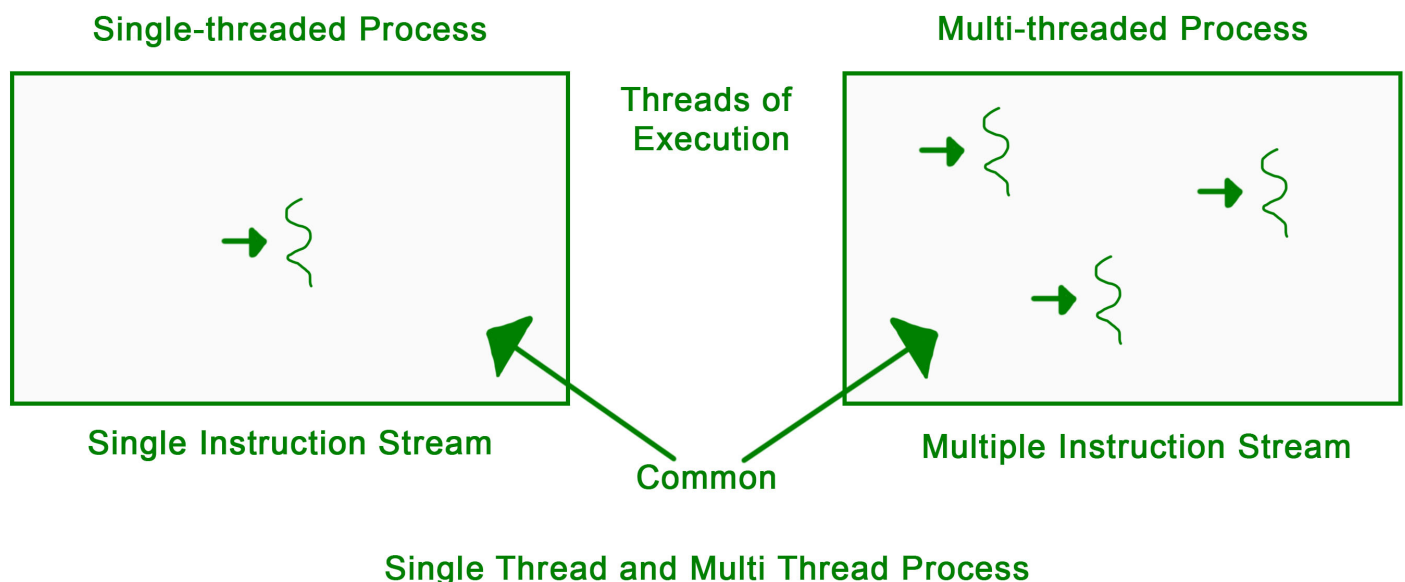 Single-threaded Process
Multi-threaded Process
Threads of
Execution
Single Instruction Stream
Multiple Instruction Stream
Common
Single Thread and Multi Thread Process